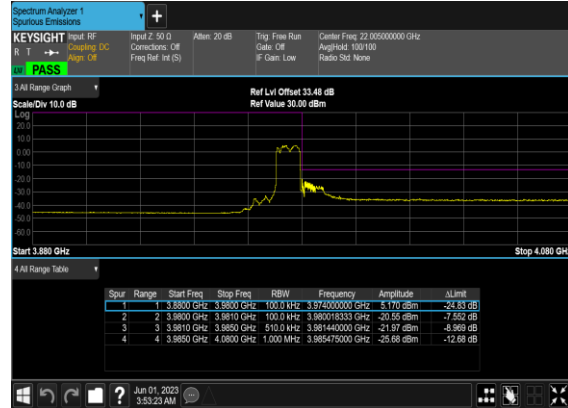 Spectrum Analyzer 1
Spurious Emissions
KEYSIGHT Input: RF Input Z: 50 Ω Atten: 20 dB Trig: Free Run Center Freq: 22.005000000 GHz
R T Coupling: DC Corrections: Off Gate: Off Avg|Hold: 100/100
Align: Off Freq Ref: Int (S) IF Gain: Low Radio Std: None
PASS
3 All Range Graph
Ref Lvl Offset 33.48 dB
Scale/Div 10.0 dB Ref Value 30.00 dBm
Log
20.0
10.0
0.00
-10.0
-20.0
-30.0
-40.0
-50.0
-60.0
Start 3.880 GHz Stop 4.080 GH
4 All Range Table
Spur Range Start Freq Stop Freq RBW Frequency Amplitude ΔLimit
1 1 3.8800 GHz 3.9800 GHz 100.0 kHz 3.974000000 GHz 5.170 dBm -24.83 dB
2 2 3.9800 GHz 3.9810 GHz 100.0 kHz 3.980018333 GHz -20.55 dBm -7.552 dB
3 3 3.9810 GHz 3.9850 GHz 510.0 kHz 3.981440000 GHz -21.97 dBm -8.969 dB
4 4 3.9850 GHz 4.0800 GHz 1.000 MHz 3.985475000 GHz -25.68 dBm -12.68 dB
Jun 01, 2023
3:53:23 AM